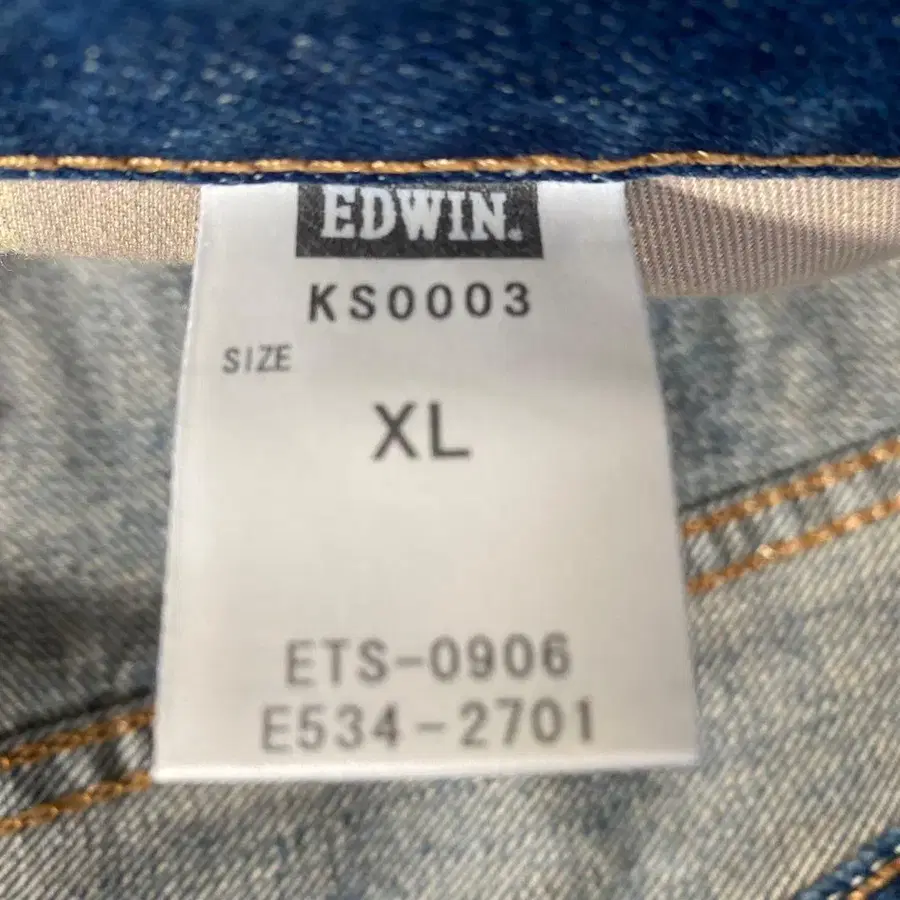 EDWIN.
KS0003
SIZE
XL
ETS-0906
E534-2701